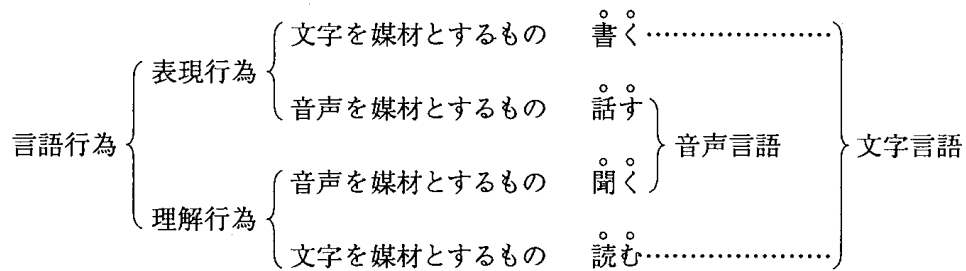 文字を媒材とするもの 書く……………………
表現行為
音声を媒材とするもの 話す
言語行為 音声言語 文字言語
音声を媒材とするもの 聞く
理解行為
文字を媒材とするもの 読む……………………